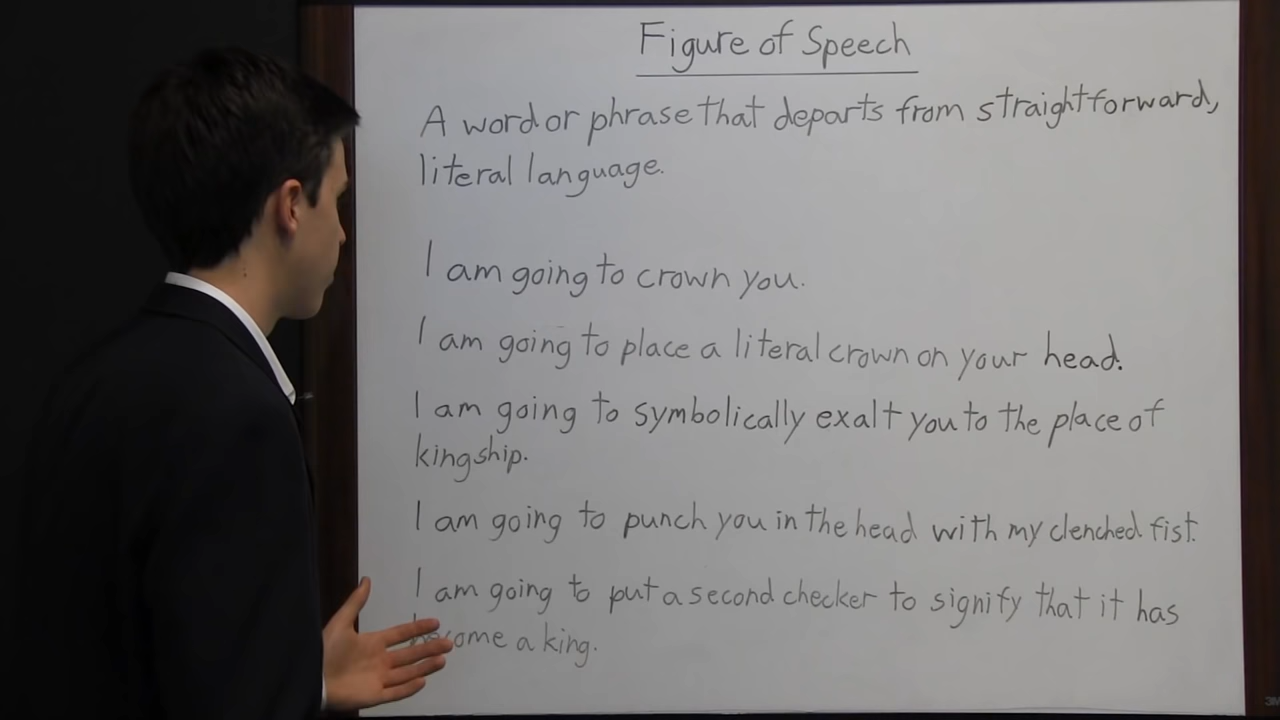 Figure of Speech
A word or phrase that departs from straightforward,
literal language.
I am going to crown you.
I am going to place a literal crown on your head.
I am going to symbolically exalt you to the place of
kingship.
I am going to punch you in the head with my clenched fist.
I am going to put a second checker to signify that it has
become a king.